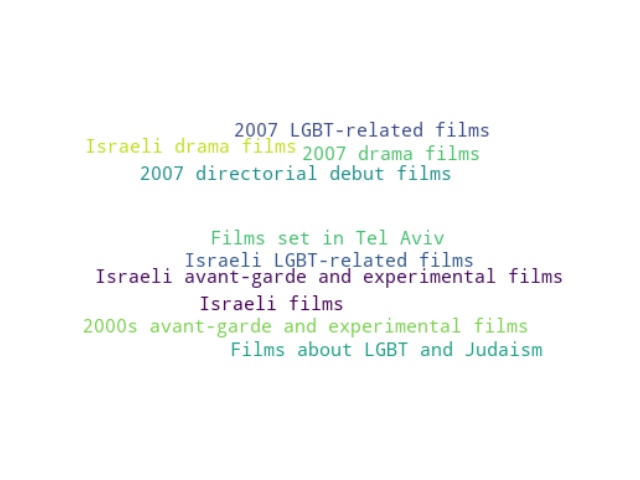 2007 LGBT-related films
Israeli drama films
2007 drama films
2007 directorial debut films
Films set in Tel Aviv
Israeli LGBT-related films
Israeli avant-garde and experimental films
Israeli films
2000s avant-garde and experimental films
Films about LGBT and Judaism